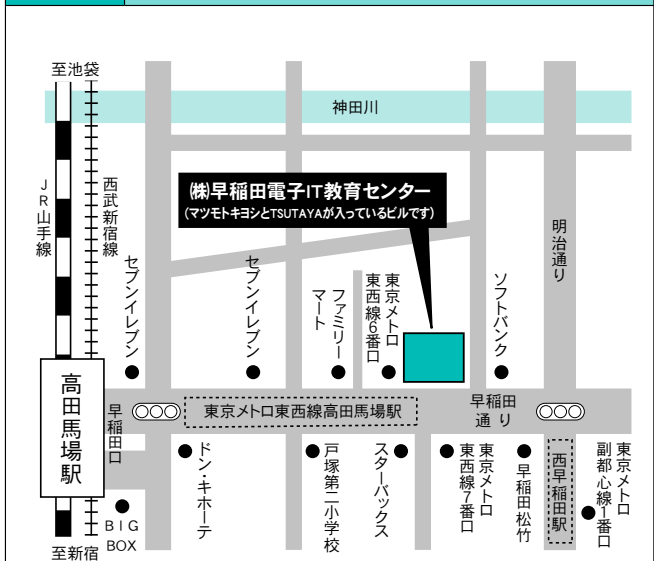 至池袋
神田川
㈱早稲田電子IT教育センター
(マツモトキヨシとTSUTAYAが入っているビルです)
JR山手線
西武新宿線
明治通り
セブンイレブン
セブンイレブン
ファミリー
マート
東京メトロ
東西線6番口
ソフトバンク
高田馬場駅
早稲田口
東京メトロ東西線高田馬場駅
早稲田
通り
BIG
BOX
ドン・キホーテ
戸塚第二小学校
スターバックス
東京メトロ
東西線7番口
早稲田松竹
西早稲田駅
東京メトロ
副都心線1番口
至新宿